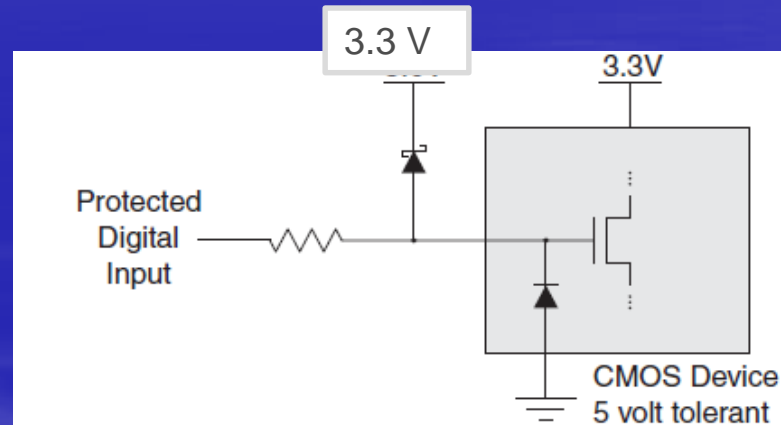 3.3 V
3.3V
Protected
Digital
Input
CMOS Device
5 volt tolerant